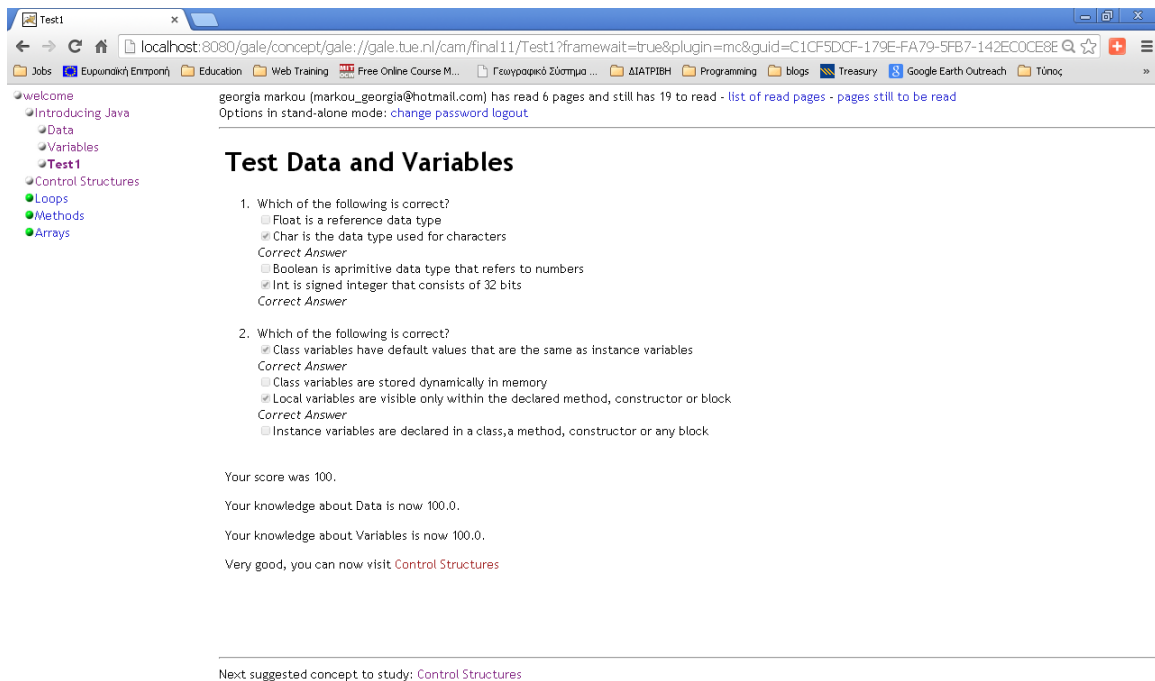 Test1
localhost:8080/gale/concept/gale://gale.tue.nl/cam/final11/Test1?framewait=true&plugin=mc&guid=C1CF5DCF-179E-FA79-5FB7-142EC0CE8E
Jobs Ευρωπαϊκή Επιτροπή Education Web Training Free Online Course M... Γεωγραφικό Σύστημα ... ΔΙΑΤΡΙΒΗ Programming blogs Treasury Google Earth Outreach Τύπος »
welcome
Introducing Java
Data
Variables
Test1
Control Structures
Loops
Methods
Arrays
georgia markou (markou_georgia@hotmail.com) has read 6 pages and still has 19 to read - list of read pages - pages still to be read
Options in stand-alone mode: change password logout
Test Data and Variables
1. Which of the following is correct?
Float is a reference data type
Char is the data type used for characters
Correct Answer
Boolean is aprimitive data type that refers to numbers
Int is signed integer that consists of 32 bits
Correct Answer
2. Which of the following is correct?
Class variables have default values that are the same as instance variables
Correct Answer
Class variables are stored dynamically in memory
Local variables are visible only within the declared method, constructor or block
Correct Answer
Instance variables are declared in a class,a method, constructor or any block
Your score was 100.
Your knowledge about Data is now 100.0.
Your knowledge about Variables is now 100.0.
Very good, you can now visit Control Structures
Next suggested concept to study: Control Structures